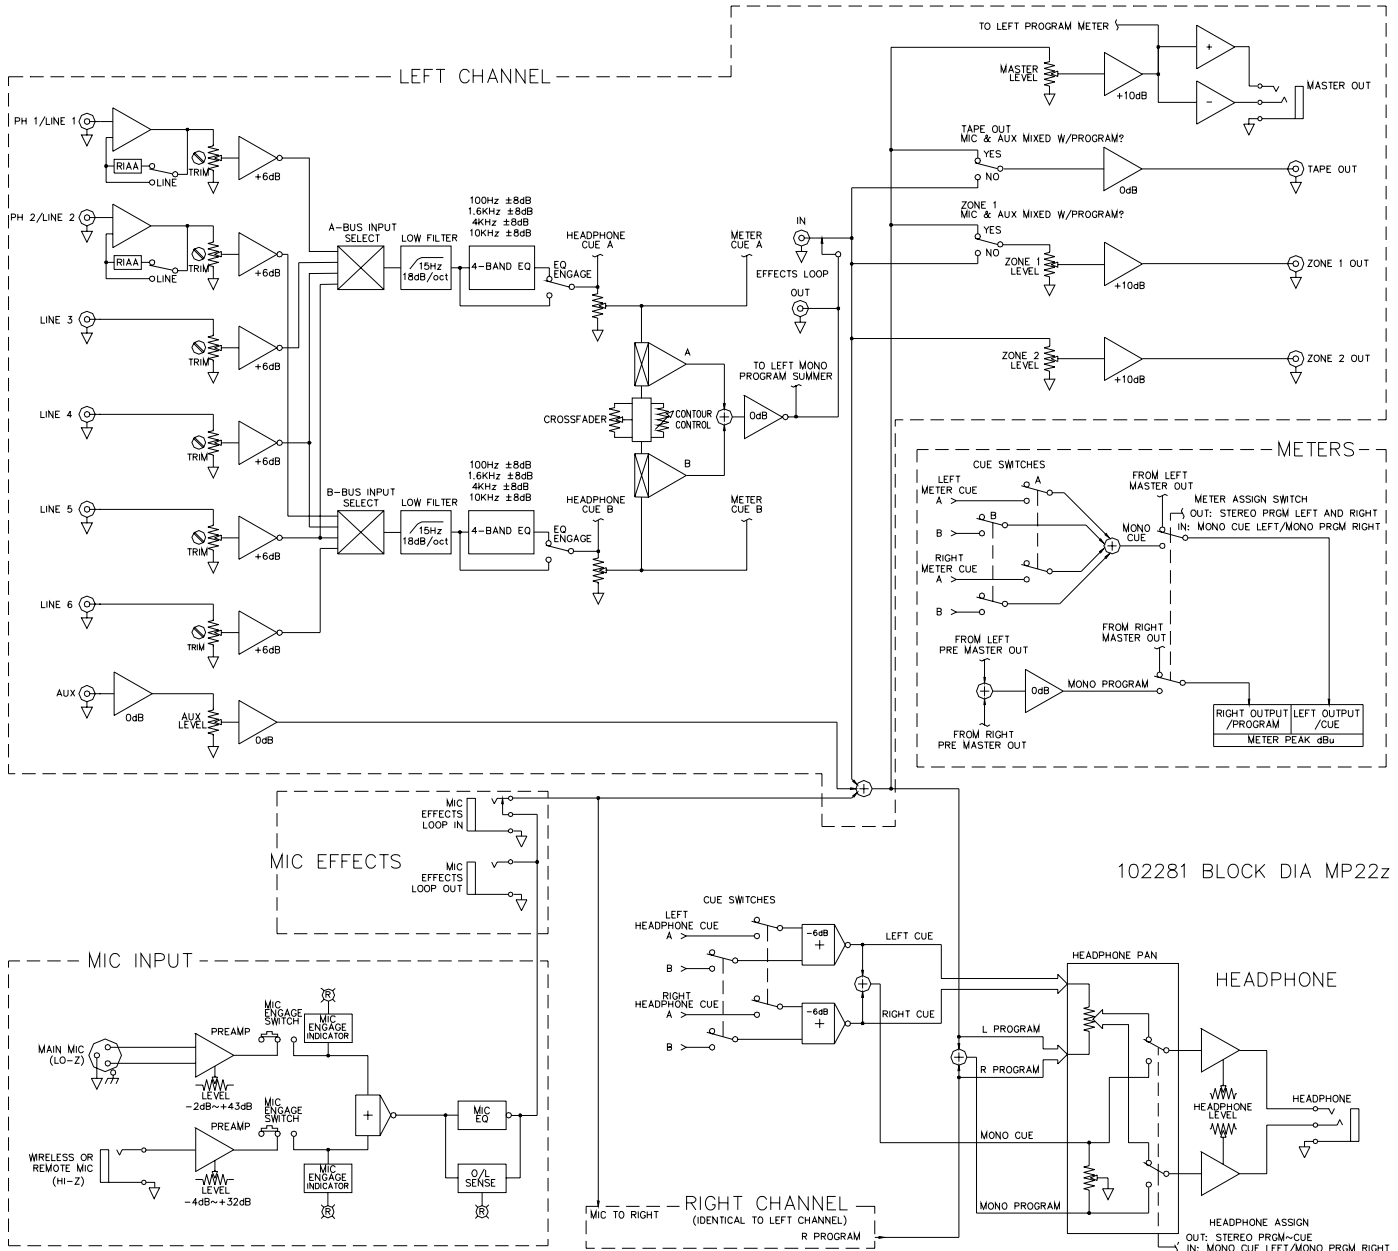 LEFT CHANNEL
PH 1/LINE 1
RIAA
LINE
TRIM
+6dB
PH 2/LINE 2
RIAA
LINE
TRIM
+6dB
LINE 3
TRIM
+6dB
LINE 4
TRIM
+6dB
LINE 5
TRIM
+6dB
LINE 6
TRIM
+6dB
AUX
0dB
AUX
LEVEL
0dB
A-BUS INPUT
SELECT
LOW FILTER
15Hz
18dB/oct
100Hz ±8dB
1.6KHz ±8dB
4KHz ±8dB
10KHz ±8dB
4-BAND EQ
EQ
ENGAGE
HEADPHONE
CUE A
METER
CUE A
B-BUS INPUT
SELECT
LOW FILTER
15Hz
18dB/oct
100Hz ±8dB
1.6KHz ±8dB
4KHz ±8dB
10KHz ±8dB
4-BAND EQ
EQ
ENGAGE
HEADPHONE
CUE B
METER
CUE B
A
CROSSFADER
CONTOUR
CONTROL
B
0dB
TO LEFT MONO
PROGRAM SUMMER
IN
EFFECTS LOOP
OUT
TO LEFT PROGRAM METER
MASTER
LEVEL
+10dB
+
-
MASTER OUT
TAPE OUT
MIC & AUX MIXED W/PROGRAM?
YES
NO
0dB
TAPE OUT
ZONE 1
MIC & AUX MIXED W/PROGRAM?
YES
NO
ZONE 1
LEVEL
+10dB
ZONE 1 OUT
ZONE 2
LEVEL
+10dB
ZONE 2 OUT
METERS
CUE SWITCHES
LEFT
METER CUE
A
A
B
B
RIGHT
METER CUE
A
B
MONO
CUE
FROM LEFT
MASTER OUT
METER ASSIGN SWITCH
OUT: STEREO PRGM LEFT AND RIGHT
IN: MONO CUE LEFT/MONO PRGM RIGHT
FROM LEFT
PRE MASTER OUT
0dB
MONO PROGRAM
FROM RIGHT
MASTER OUT
FROM RIGHT
PRE MASTER OUT
RIGHT OUTPUT
/PROGRAM
LEFT OUTPUT
/CUE
METER PEAK dBu
MIC EFFECTS
MIC
EFFECTS
LOOP IN
MIC
EFFECTS
LOOP OUT
102281 BLOCK DIA MP22z
MIC INPUT
MAIN MIC
(LO-Z)
PREAMP
LEVEL
-2dB~+43dB
MIC
ENGAGE
SWITCH
R
MIC
ENGAGE
INDICATOR
WIRELESS OR
REMOTE MIC
(HI-Z)
PREAMP
LEVEL
-4dB~+32dB
MIC
ENGAGE
SWITCH
MIC
ENGAGE
INDICATOR
R
+
MIC
EQ
O/L
SENSE
R
CUE SWITCHES
LEFT
HEADPHONE CUE
A
B
RIGHT
HEADPHONE CUE
A
B
-6dB
+
-6dB
+
LEFT CUE
RIGHT CUE
L PROGRAM
R PROGRAM
MONO CUE
MONO PROGRAM
HEADPHONE PAN
HEADPHONE
HEADPHONE
LEVEL
HEADPHONE
HEADPHONE ASSIGN
OUT: STEREO PRGM~CUE
IN: MONO CUE LEFT/MONO PRGM RIGHT
MIC TO RIGHT
RIGHT CHANNEL
(IDENTICAL TO LEFT CHANNEL)
R PROGRAM